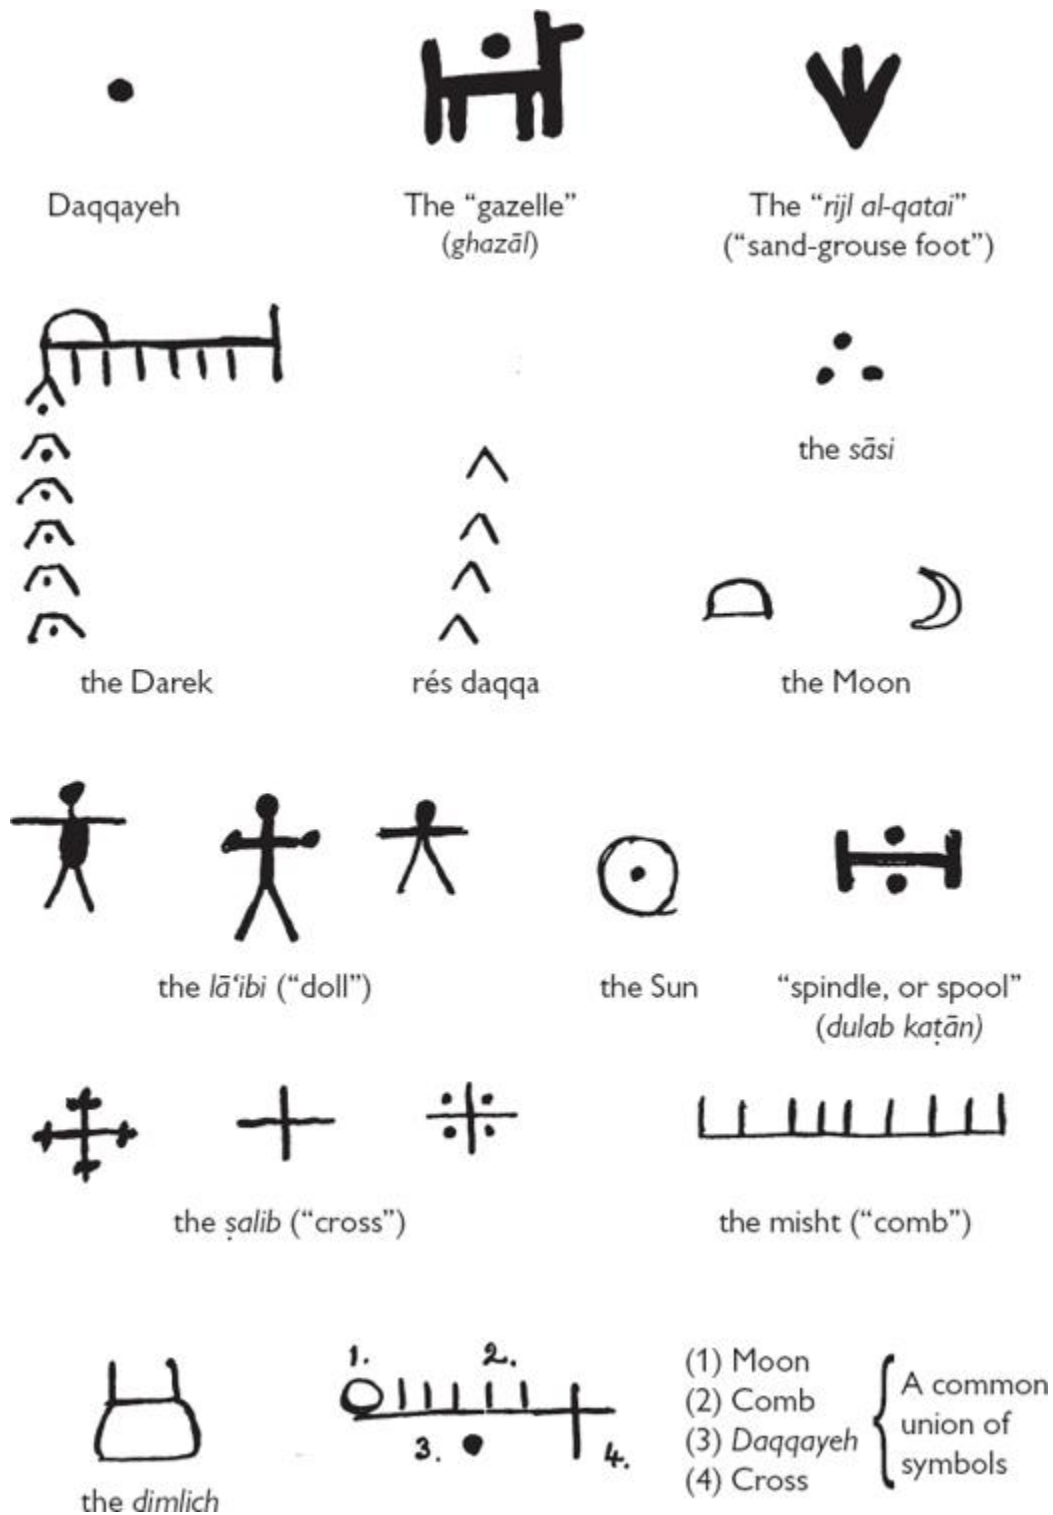 Daqqayeh
The “gazelle”
(ghazāl)
The “rijl al-qatai”
(“sand-grouse foot”)
the sāsi
the Darek
rés daqqa
the Moon
the lā‘ibi (“doll”)
the Sun
“spindle, or spool”
(dulab kaṭān)
the ṣalib (“cross”)
the misht (“comb”)
the dimlich
1. 2.
3. 4.
(1) Moon
(2) Comb
(3) Daqqayeh
(4) Cross
A common
union of
symbols